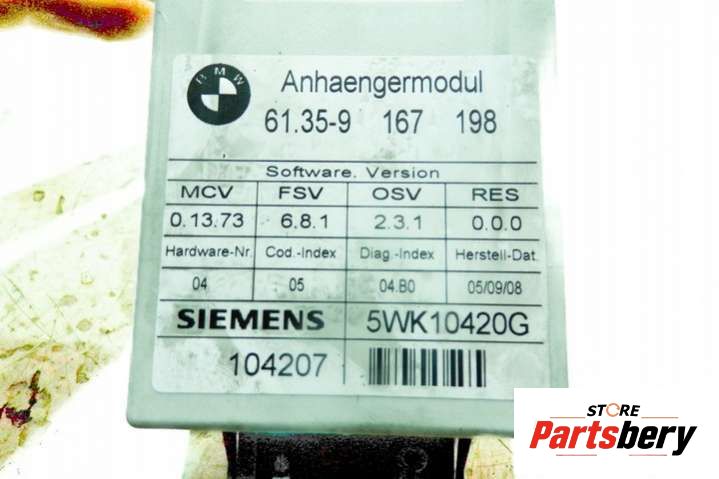 BMW
Anhaengermodul
61.35-9 167 198
Software. Version
MCV FSV OSV RES
0.13.73 6.8.1 2.3.1 0.0.0
Hardware-Nr. Cod.-Index Diag.-Index Herstell-Dat.
04 05 04.B0 05/09/08
SIEMENS 5WK10420G
104207
STORE
Partsbery